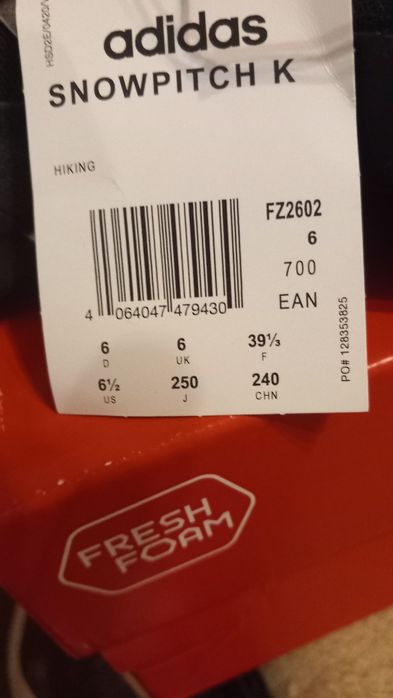 adidas
SNOWPITCH K
HIKING
FZ2602
6
700
EAN
4 064047 479430
6 6 39⅓
D UK F
6½ 250 240
US J CHN
PO# 128353825
FRESH
FOAM